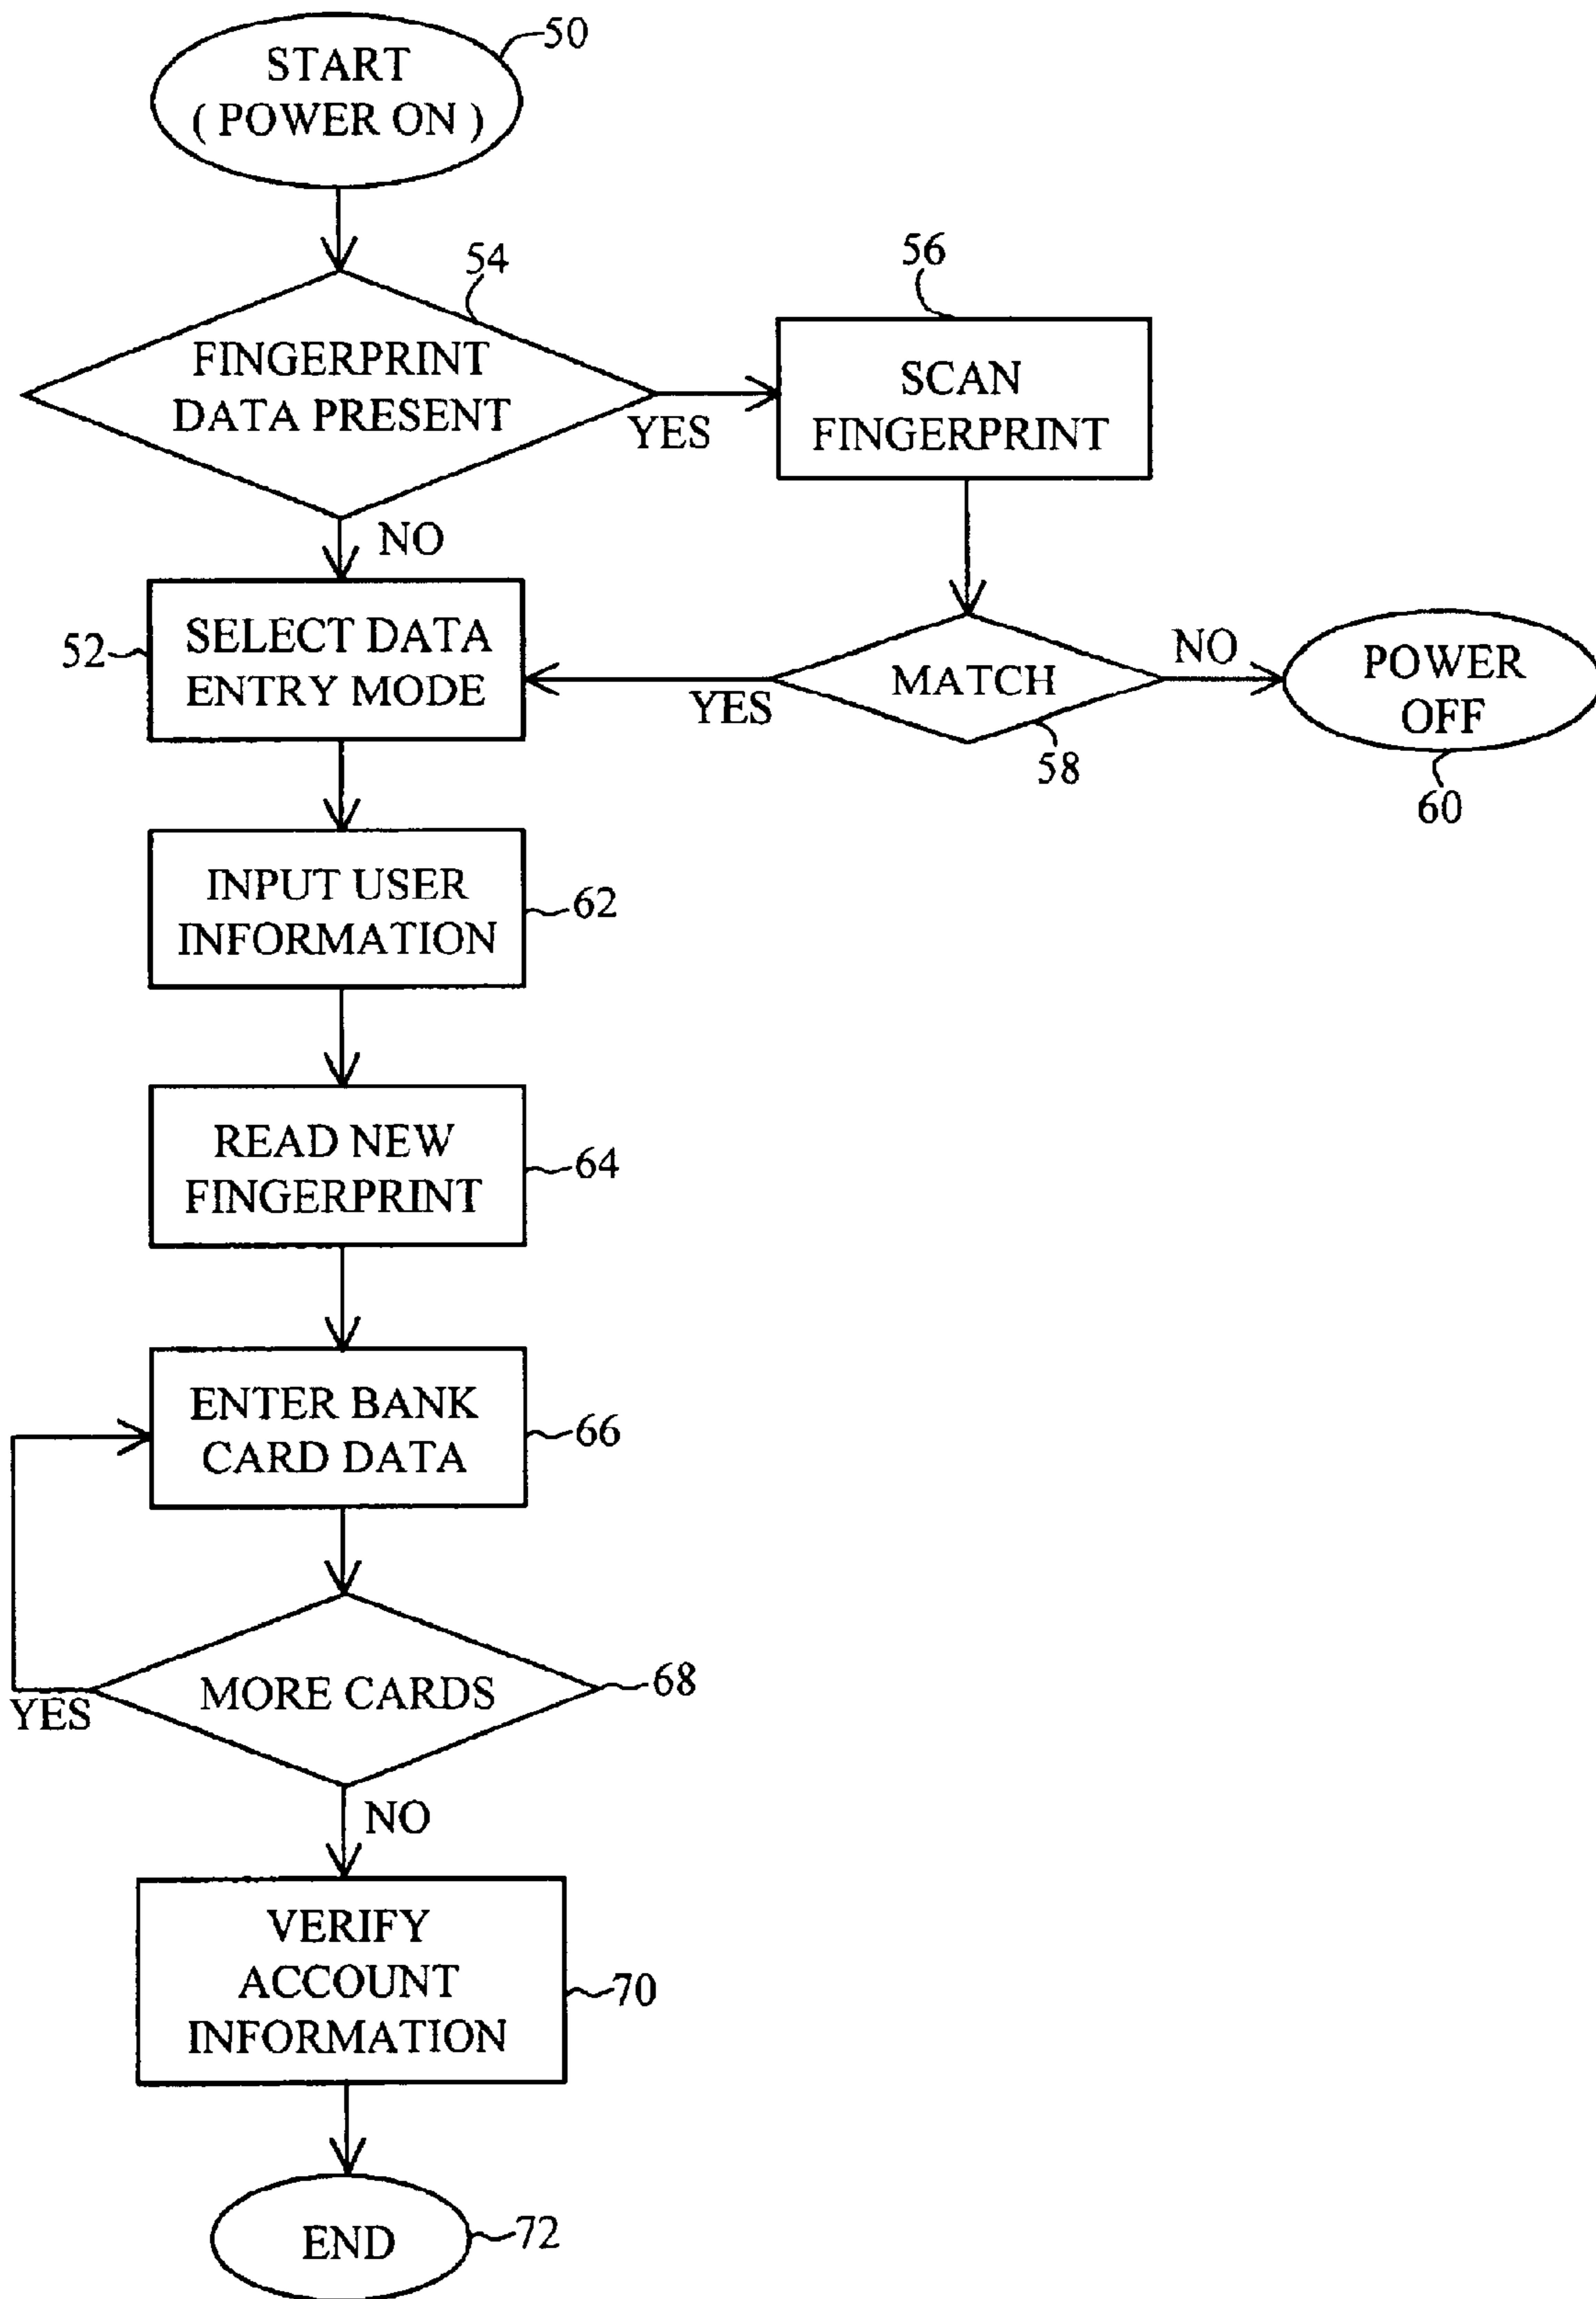 START
( POWER ON )
50
FINGERPRINT
DATA PRESENT
54
YES
NO
SCAN
FINGERPRINT
56
MATCH
58
YES
NO
POWER
OFF
60
SELECT DATA
ENTRY MODE
52
INPUT USER
INFORMATION
62
READ NEW
FINGERPRINT
64
ENTER BANK
CARD DATA
66
MORE CARDS
68
YES
NO
VERIFY
ACCOUNT
INFORMATION
70
END
72